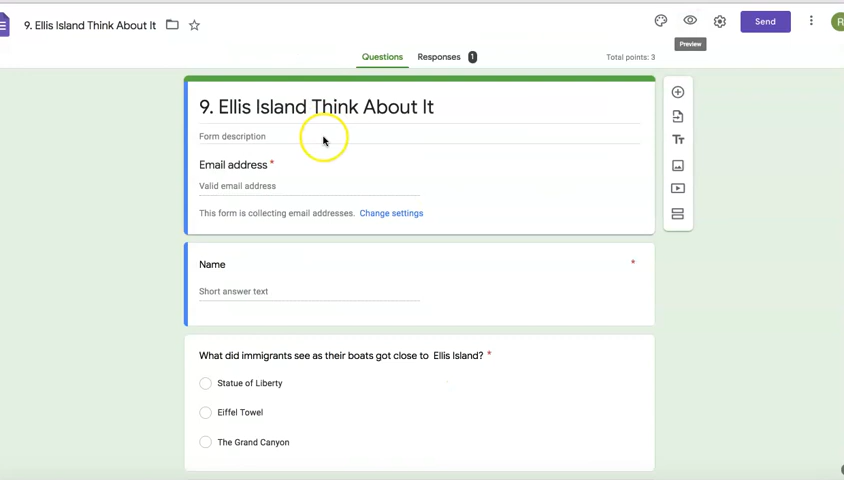 9. Ellis Island Think About It
Send
R
Preview
Questions Responses 1 Total points: 3
9. Ellis Island Think About It
Form description
Email address *
Valid email address
This form is collecting email addresses. Change settings
Name *
Short answer text
What did immigrants see as their boats got close to Ellis Island? *
Statue of Liberty
Eiffel Towel
The Grand Canyon
Tт